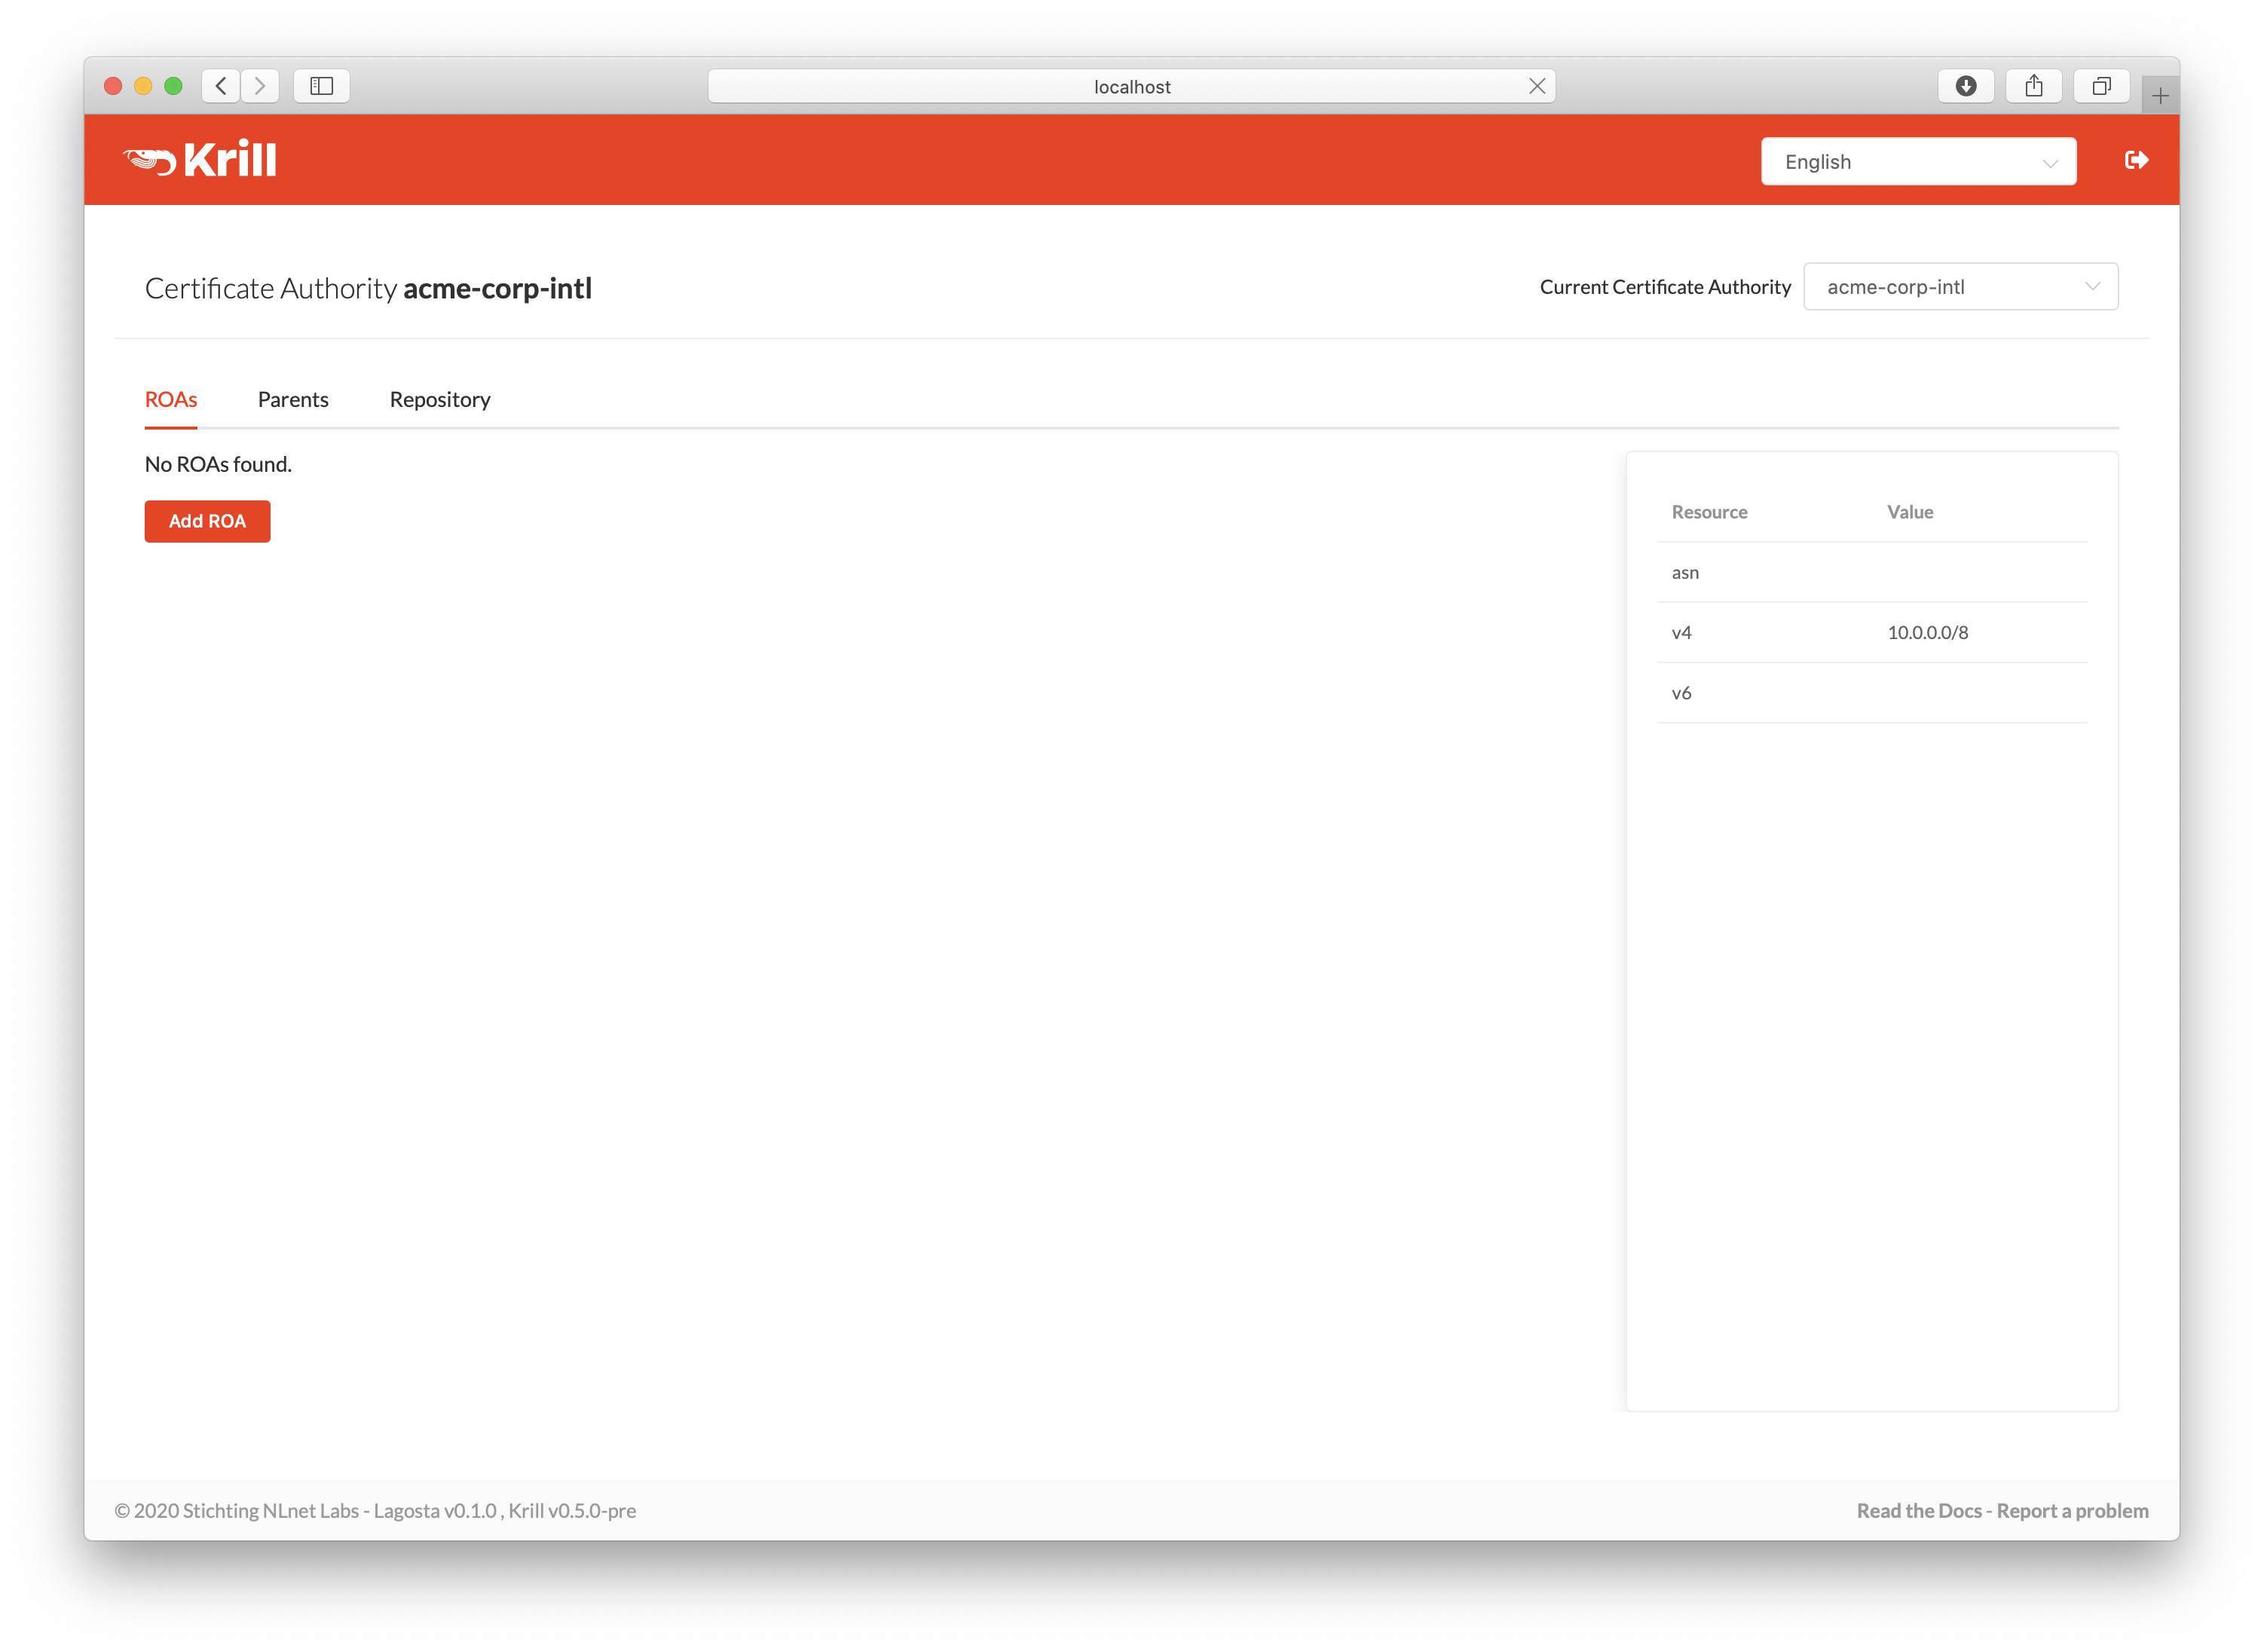 localhost
Krill
English
Certificate Authority acme-corp-intl
Current Certificate Authority acme-corp-intl
ROAs Parents Repository
No ROAs found.
Add ROA
Resource Value
asn
v4 10.0.0.0/8
v6
© 2020 Stichting NLnet Labs - Lagosta v0.1.0 , Krill v0.5.0-pre
Read the Docs - Report a problem